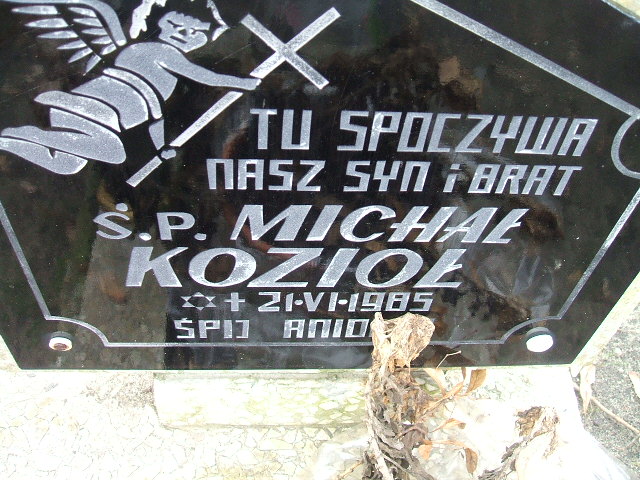 TU SPOCZYWA
NASZ SYN i BRAT
Ś.P. MICHAŁ
KOZIOŁ
✡ + 21·VI·1985
ŚPIJ